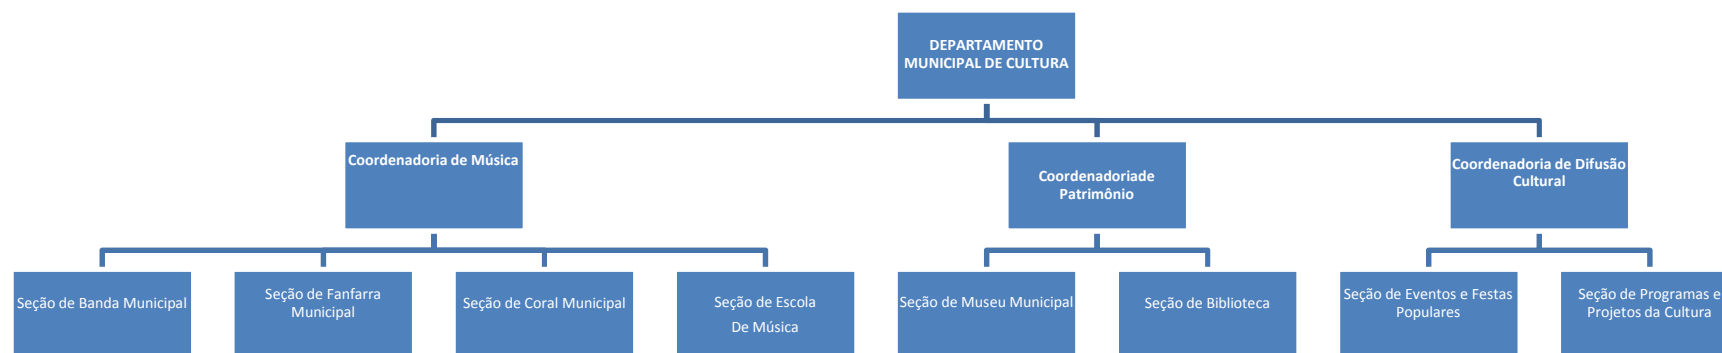 DEPARTAMENTO
MUNICIPAL DE CULTURA
Coordenadoria de Música
Coordenadoriade
Patrimônio
Coordenadoria de Difusão
Cultural
Seção de Banda Municipal
Seção de Fanfarra
Municipal
Seção de Coral Municipal
Seção de Escola
De Música
Seção de Museu Municipal
Seção de Biblioteca
Seção de Eventos e Festas
Populares
Seção de Programas e
Projetos da Cultura